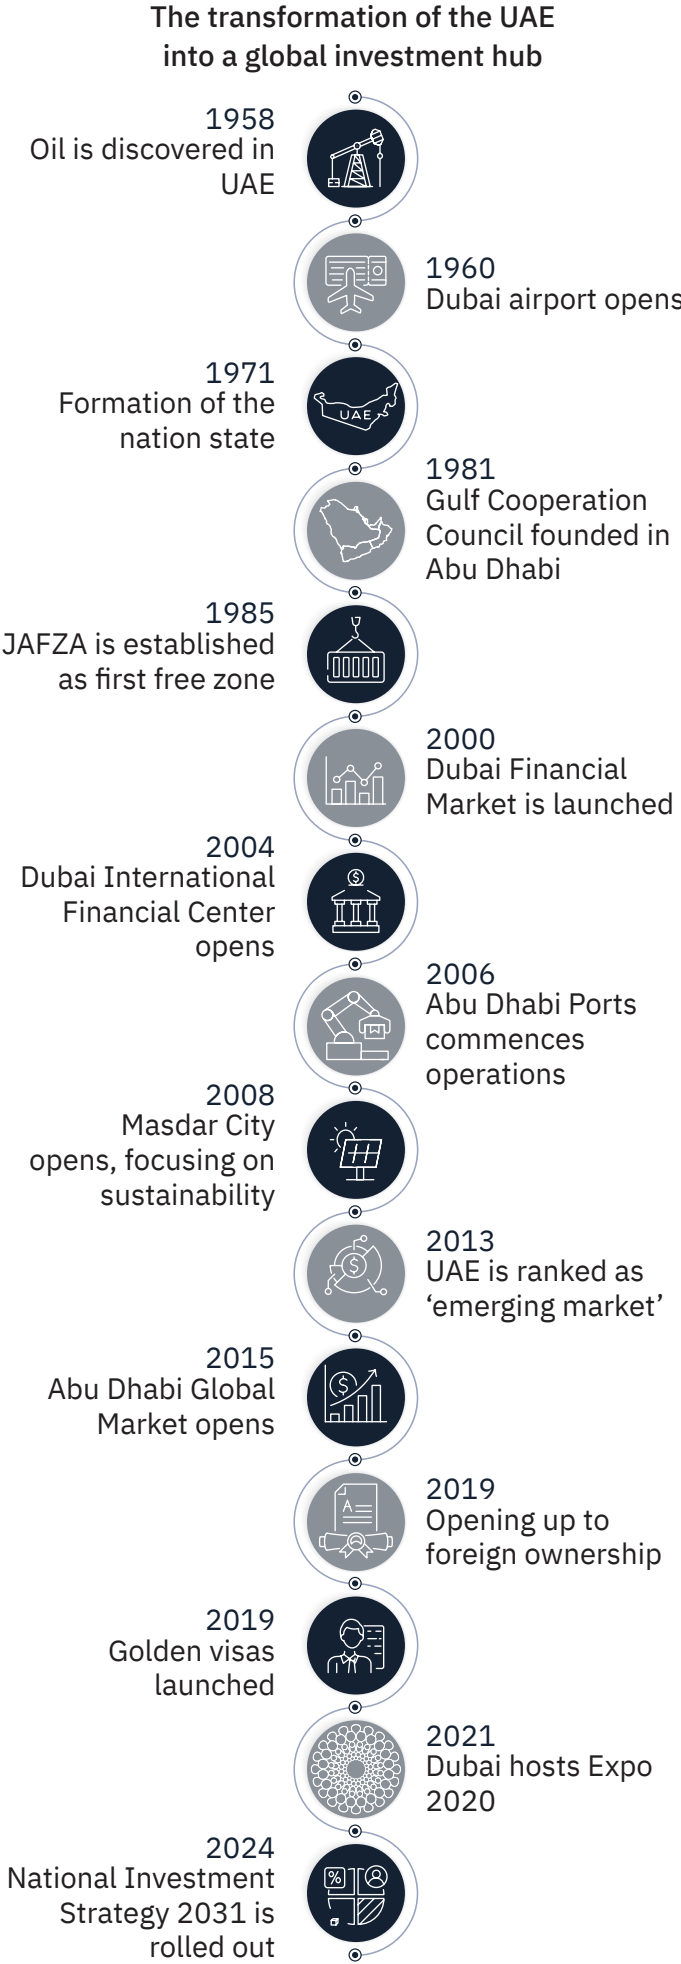 The transformation of the UAE
into a global investment hub
1958
Oil is discovered in
UAE
1960
Dubai airport opens
1971
Formation of the
nation state
UAE
1981
Gulf Cooperation
Council founded in
Abu Dhabi
1985
JAFZA is established
as first free zone
2000
Dubai Financial
Market is launched
2004
Dubai International
Financial Center
opens
$
2006
Abu Dhabi Ports
commences
operations
2008
Masdar City
opens, focusing on
sustainability
2013
UAE is ranked as
‘emerging market’
$
2015
Abu Dhabi Global
Market opens
$
2019
Opening up to
foreign ownership
A
2019
Golden visas
launched
2021
Dubai hosts Expo
2020
2024
National Investment
Strategy 2031 is
rolled out
%